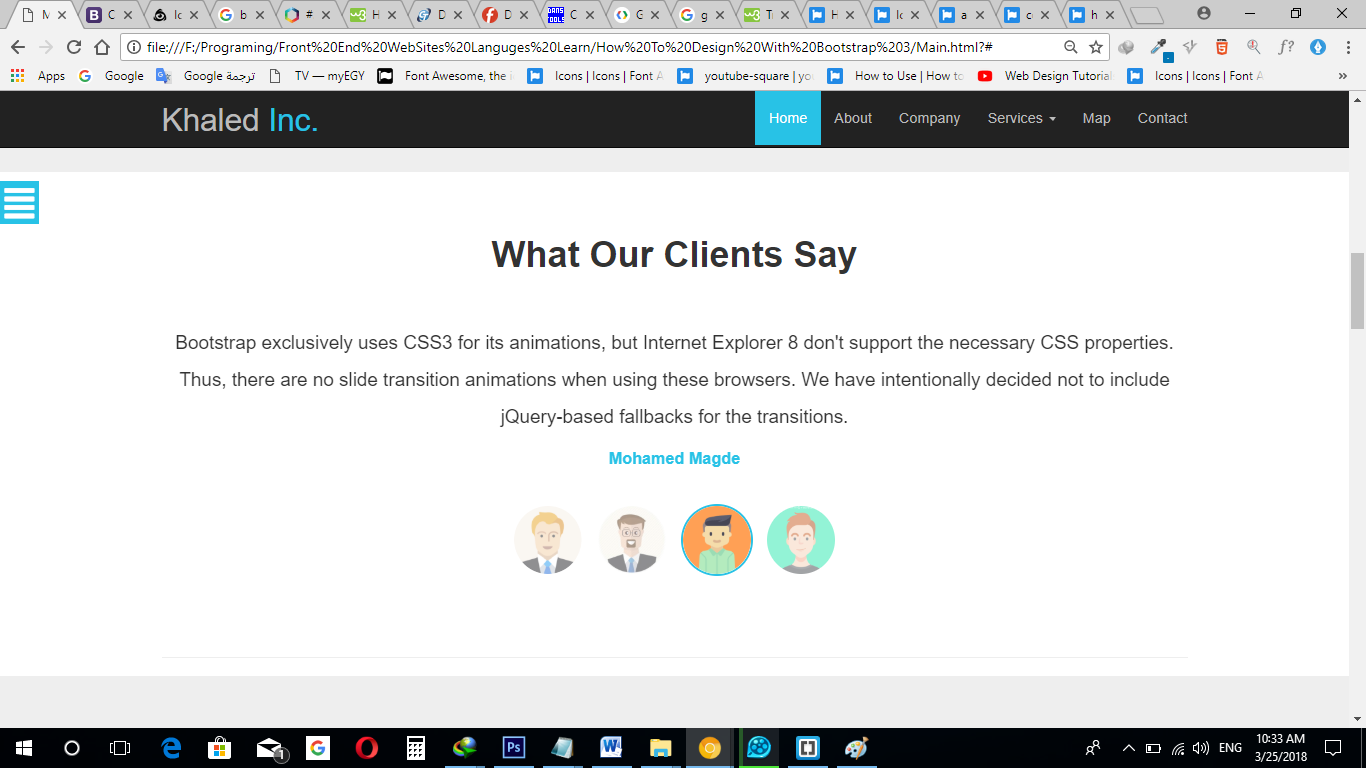 M
C
Ic
b
#
H
D
D
C
G
g
Tr
H
Ic
a
c
h
file:///F:/Programing/Front%20End%20WebSites%20Languges%20Learn/How%20To%20Design%20With%20Bootstrap%203/Main.html?#
Apps Google Google ترجمة TV — myEGY Font Awesome, the i Icons | Icons | Font A youtube-square | yo How to Use | How to Web Design Tutorial Icons | Icons | Font A
Khaled Inc. Home About Company Services Map Contact
What Our Clients Say
Bootstrap exclusively uses CSS3 for its animations, but Internet Explorer 8 don't support the necessary CSS properties.
Thus, there are no slide transition animations when using these browsers. We have intentionally decided not to include
jQuery-based fallbacks for the transitions.
Mohamed Magde
ENG 10:33 AM
3/25/2018